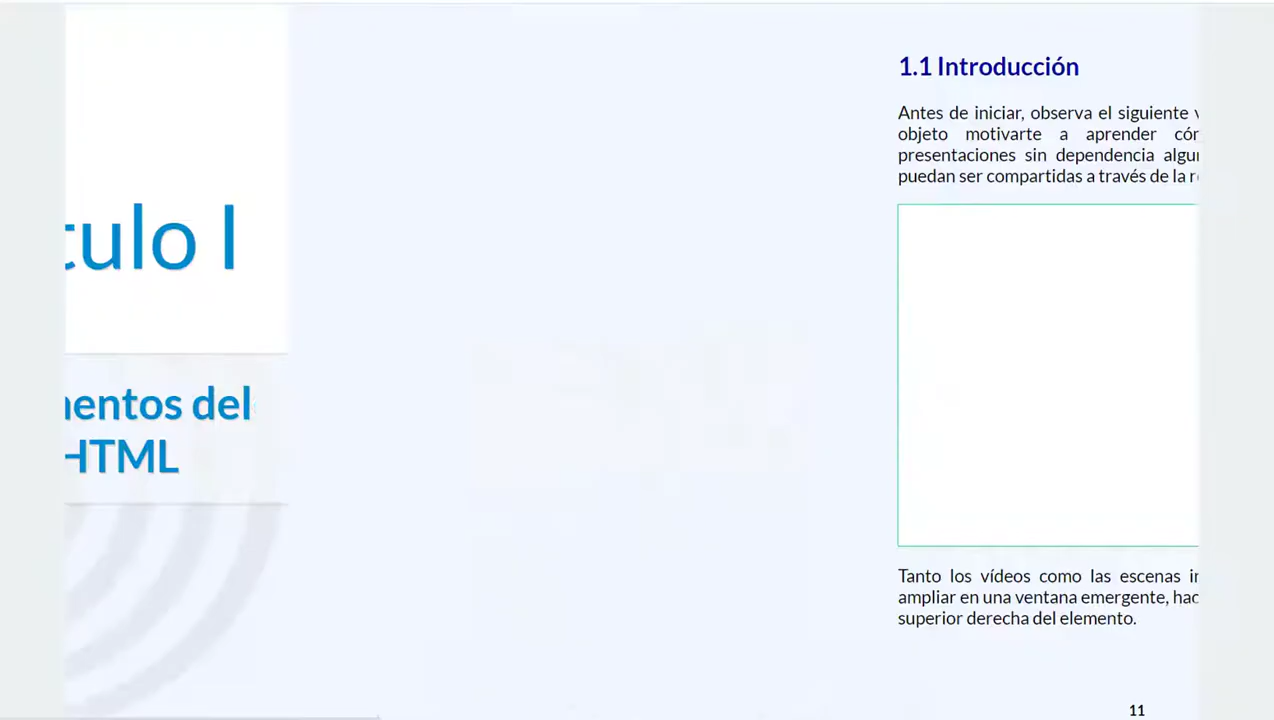 tulo I
mentos del
HTML
1.1 Introducción
Antes de iniciar, observa el siguiente
objeto motivarte a aprender
presentaciones sin dependencia
puedan ser compartidas a través de la
Tanto los vídeos como las escenas
ampliar en una ventana emergente,
superior derecha del elemento.
11